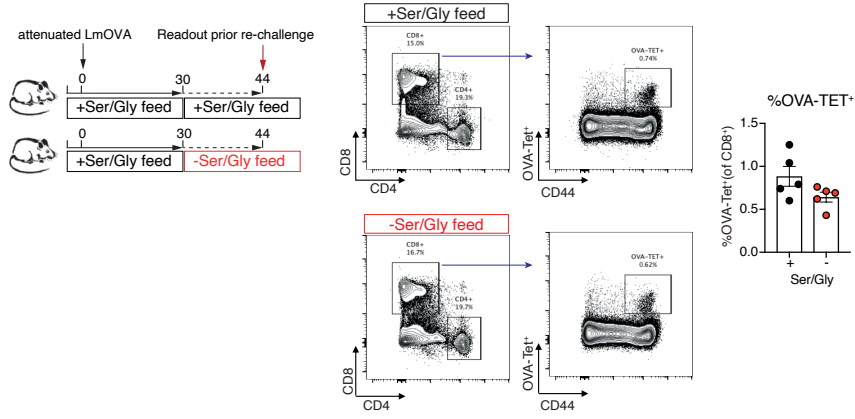 attenuated LmOVA
Readout prior re-challenge
0
30
44
+Ser/Gly feed
+Ser/Gly feed
0
30
44
+Ser/Gly feed
-Ser/Gly feed
+Ser/Gly feed
CD8+
15.0%
CD4+
19.3%
CD8
CD4
OVA-TET+
0.74%
OVA-Tet⁺
CD44
-Ser/Gly feed
CD8+
16.7%
CD4+
19.7%
CD8
CD4
OVA-TET+
0.62%
OVA-Tet⁺
CD44
%OVA-TET⁺
%OVA-Tet⁺(of CD8⁺)
1.5
1.0
0.5
0.0
+
-
Ser/Gly